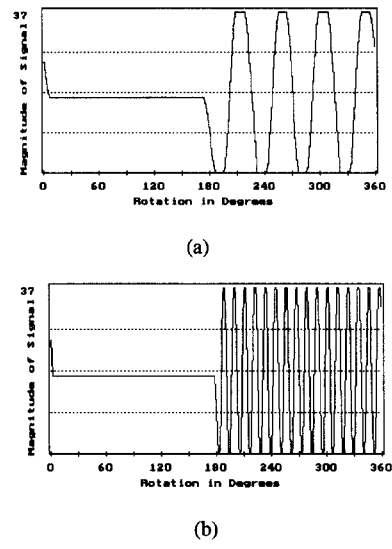 37
Magnitude of Signal
0 60 120 180 240 300 360
Rotation in Degrees
(a)
37
Magnitude of Signal
0 60 120 180 240 300 360
Rotation in Degrees
(b)